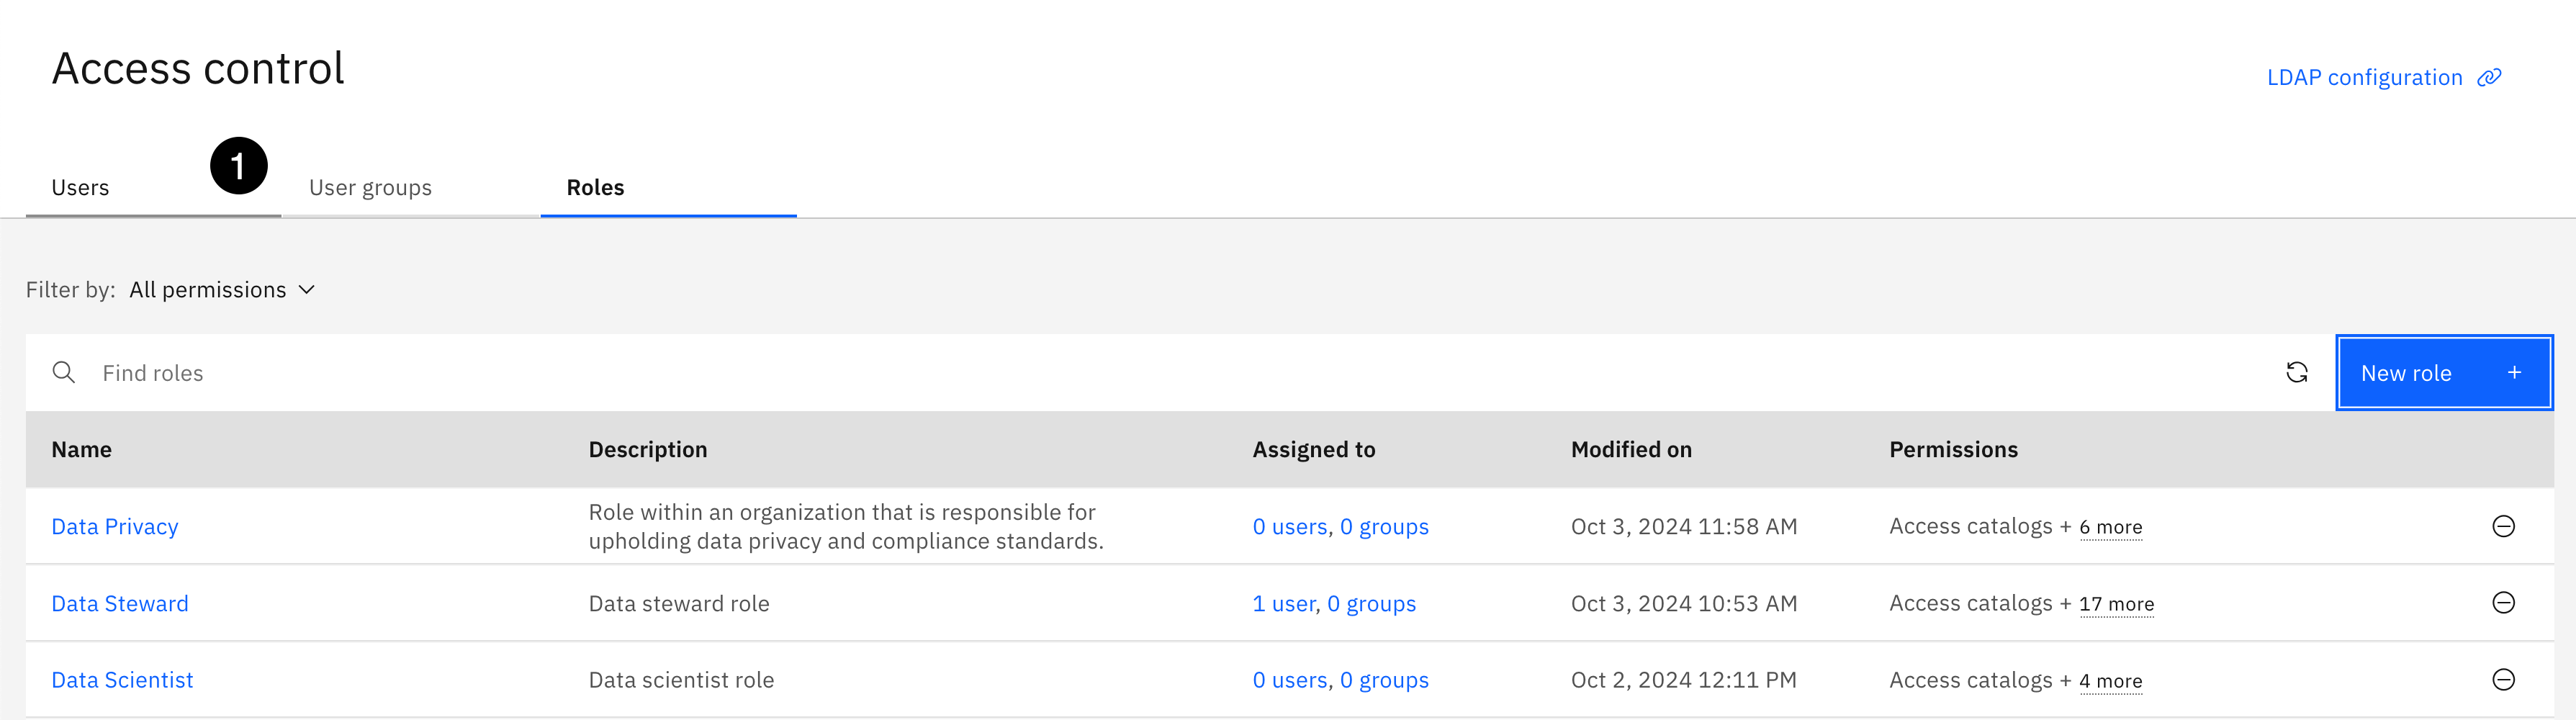 Access control
LDAP configuration
1
Users
User groups
Roles
Filter by: All permissions
Find roles
New role +
Name Description Assigned to Modified on Permissions
Data Privacy
Role within an organization that is responsible for
upholding data privacy and compliance standards.
0 users, 0 groups
Oct 3, 2024 11:58 AM
Access catalogs + 6 more
Data Steward
Data steward role
1 user, 0 groups
Oct 3, 2024 10:53 AM
Access catalogs + 17 more
Data Scientist
Data scientist role
0 users, 0 groups
Oct 2, 2024 12:11 PM
Access catalogs + 4 more